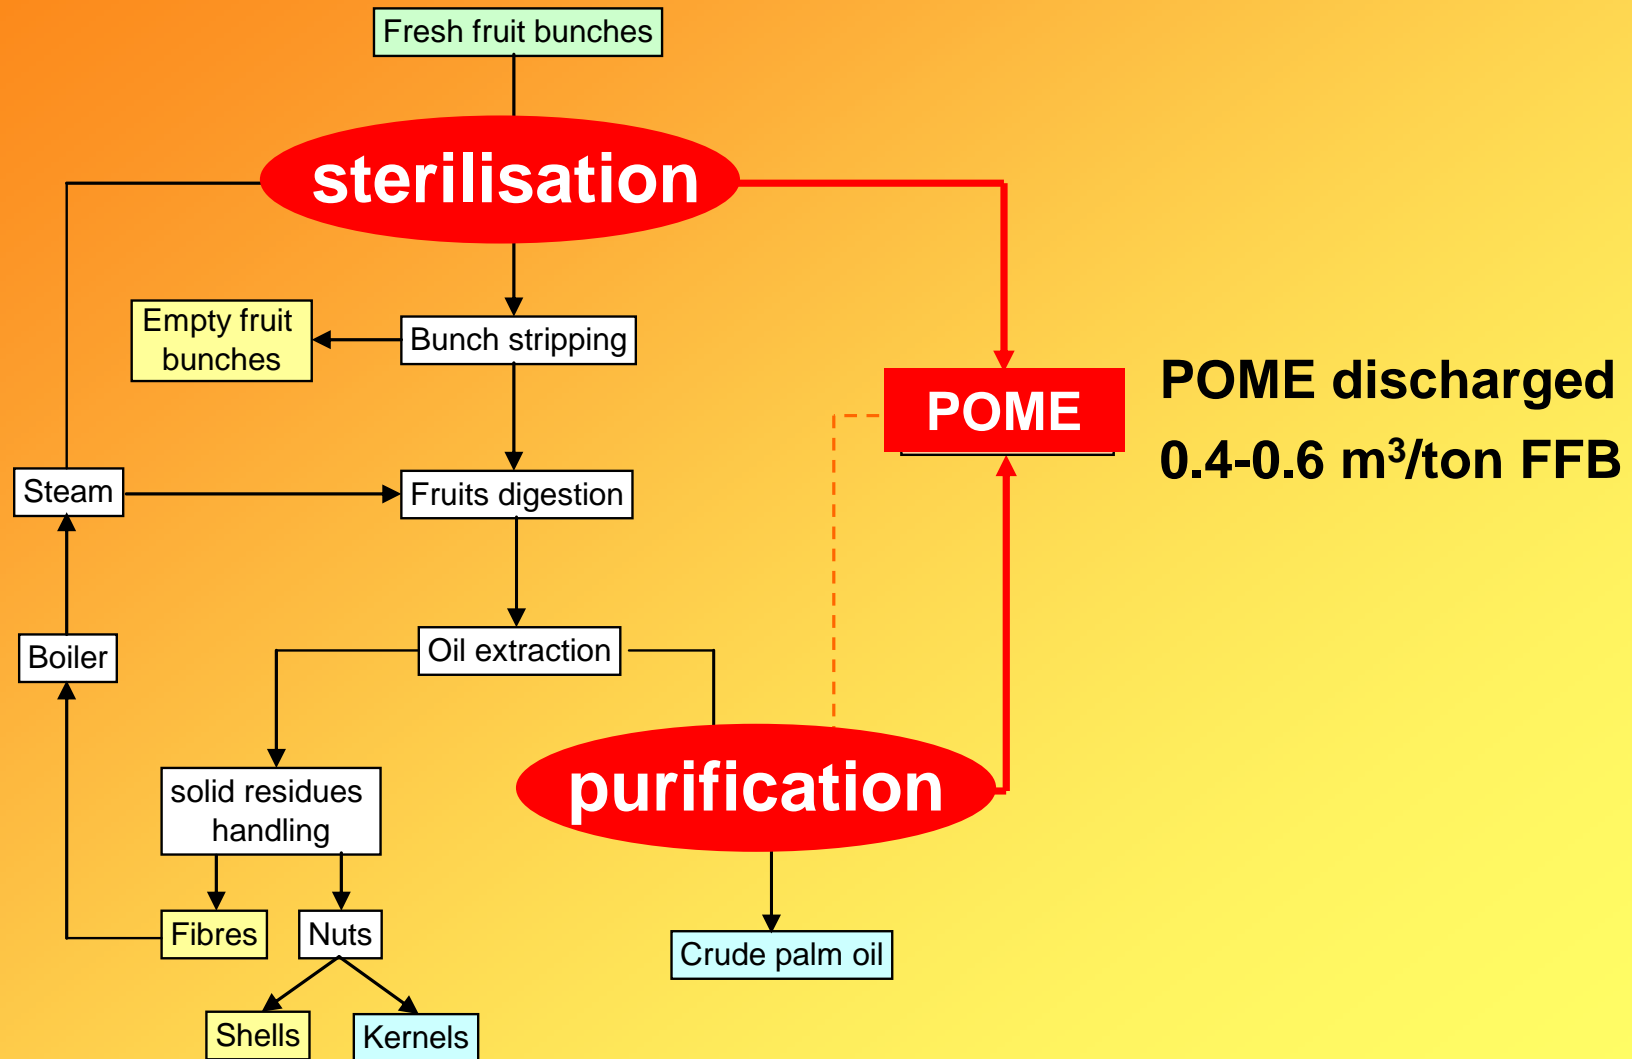 Fresh fruit bunches
sterilisation
Empty fruit
bunches
Bunch stripping
POME
POME discharged
0.4-0.6 m³/ton FFB
Steam
Fruits digestion
Boiler
Oil extraction
solid residues
handling
purification
Fibres
Nuts
Crude palm oil
Shells
Kernels